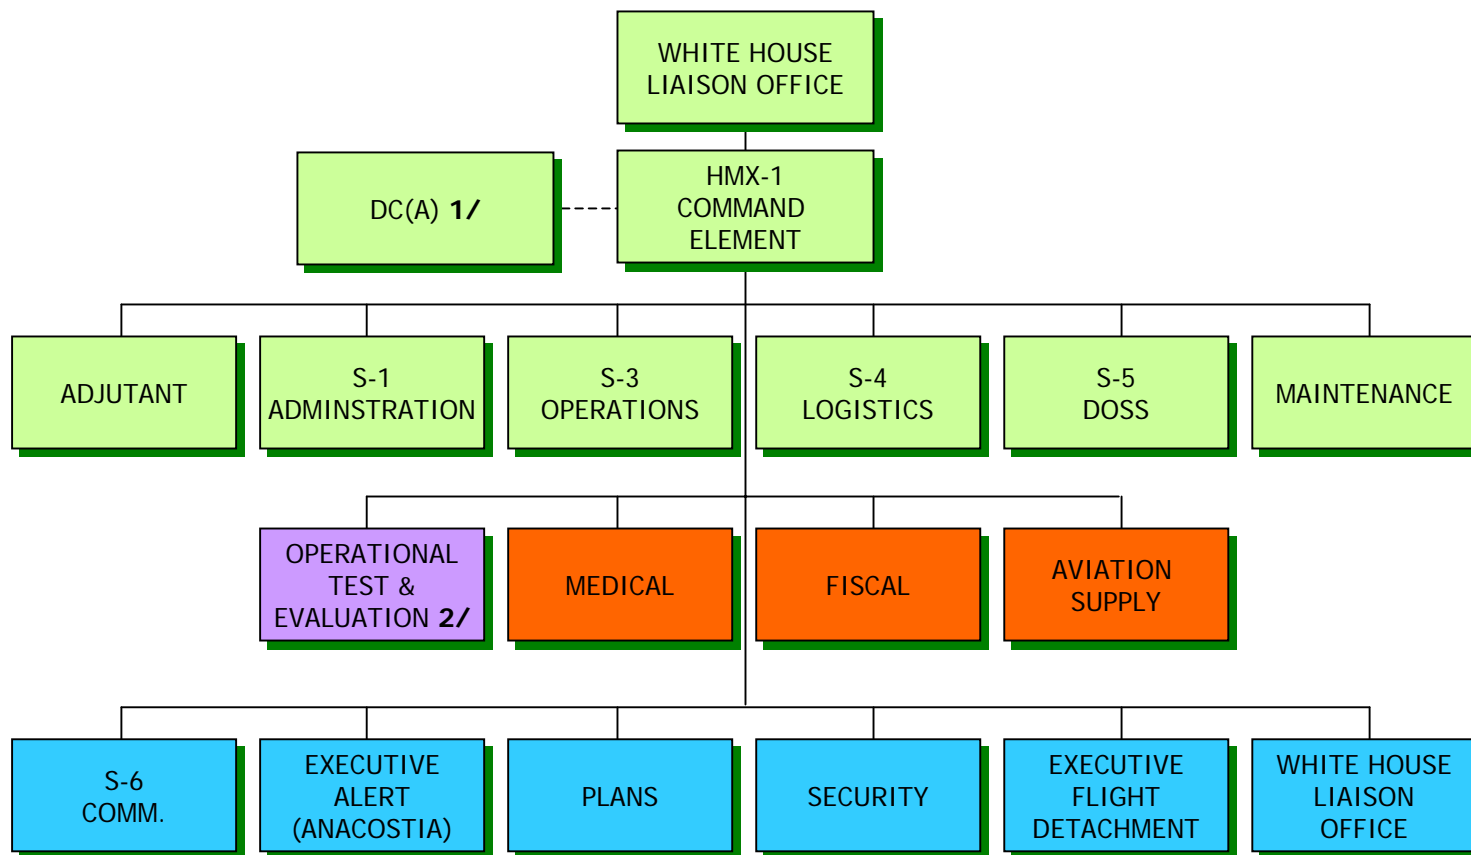 WHITE HOUSE
LIAISON OFFICE
DC(A) 1/
HMX-1
COMMAND
ELEMENT
ADJUTANT
S-1
ADMINSTRATION
S-3
OPERATIONS
S-4
LOGISTICS
S-5
DOSS
MAINTENANCE
OPERATIONAL
TEST &
EVALUATION 2/
MEDICAL
FISCAL
AVIATION
SUPPLY
S-6
COMM.
EXECUTIVE
ALERT
(ANACOSTIA)
PLANS
SECURITY
EXECUTIVE
FLIGHT
DETACHMENT
WHITE HOUSE
LIAISON
OFFICE